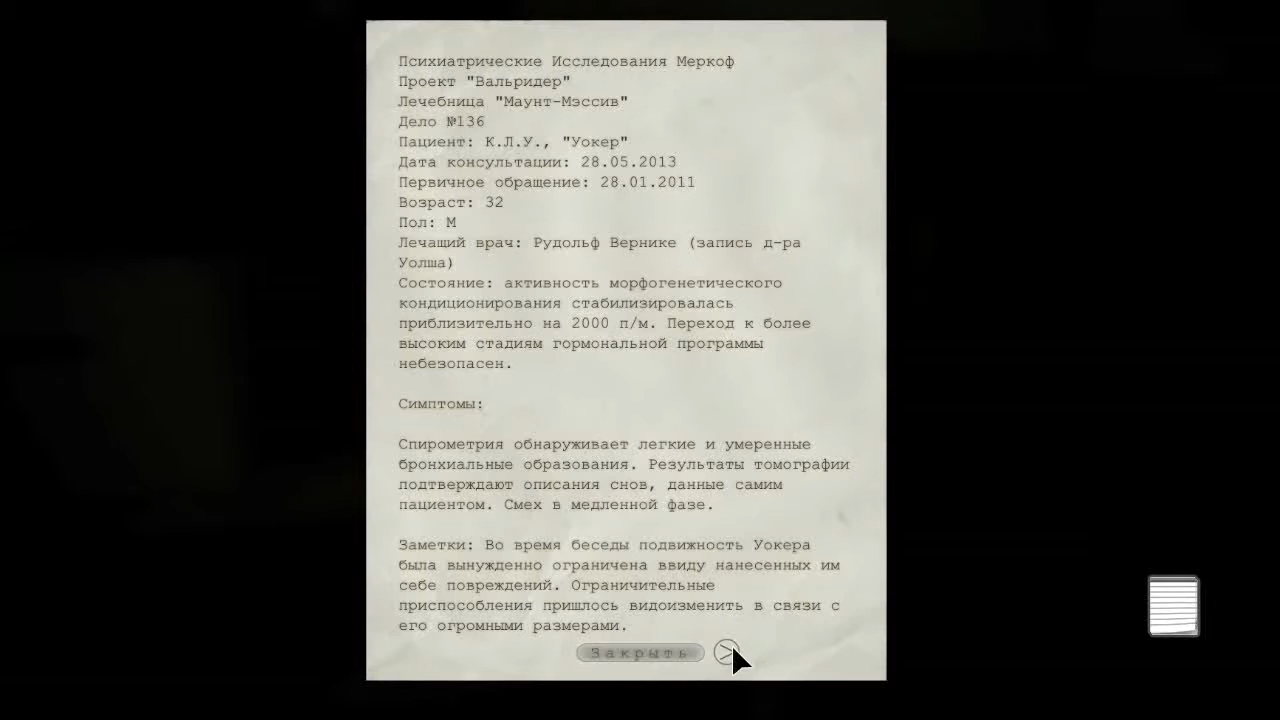 Психиатрические Исследования Меркоф
Проект "Вальридер"
Лечебница "Маунт-Мэссив"
Дело №136
Пациент: К.Л.У., "Уокер"
Дата консультации: 28.05.2013
Первичное обращение: 28.01.2011
Возраст: 32
Пол: М
Лечащий врач: Рудольф Вернике (запись д-ра
Уолша)
Состояние: активность морфогенетического
кондиционирования стабилизировалась
приблизительно на 2000 п/м. Переход к более
высоким стадиям гормональной программы
небезопасен.
Симптомы:
Спирометрия обнаруживает легкие и умеренные
бронхиальные образования. Результаты томографии
подтверждают описания снов, данные самим
пациентом. Смех в медленной фазе.
Заметки: Во время беседы подвижность Уокера
была вынужденно ограничена ввиду нанесенных им
себе повреждений. Ограничительные
приспособления пришлось видоизменить в связи с
его огромными размерами.
Закрыть >